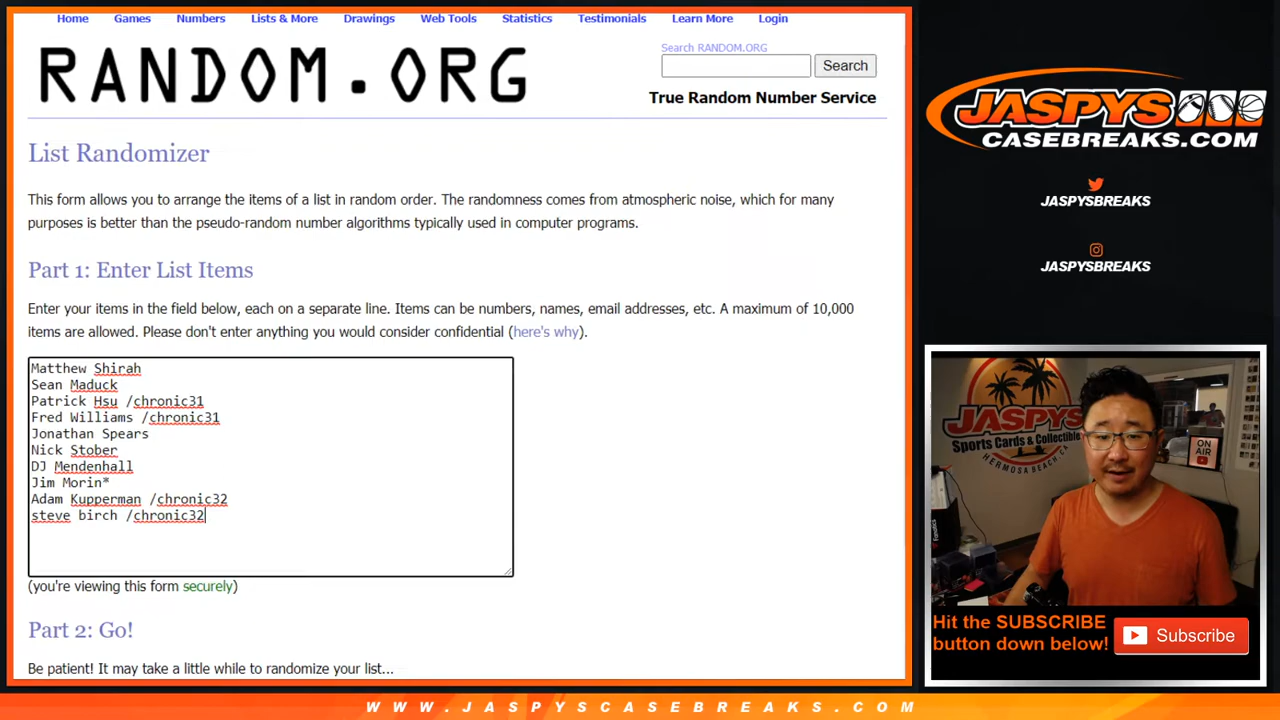 Home Games Numbers Lists & More Drawings Web Tools Statistics Testimonials Learn More Login
RANDOM.ORG
Search RANDOM.ORG
Search
True Random Number Service
List Randomizer
This form allows you to arrange the items of a list in random order. The randomness comes from atmospheric noise, which for many
purposes is better than the pseudo-random number algorithms typically used in computer programs.
Part 1: Enter List Items
Enter your items in the field below, each on a separate line. Items can be numbers, names, email addresses, etc. A maximum of 10,000
items are allowed. Please don't enter anything you would consider confidential (here's why).
Matthew Shirah
Sean Maduck
Patrick Hsu /chronic31
Fred Williams /chronic31
Jonathan Spears
Nick Stober
DJ Mendenhall
Jim Morin*
Adam Kupperman /chronic32
steve birch /chronic32
(you're viewing this form securely)
Part 2: Go!
Be patient! It may take a little while to randomize your list...
JASPYS
CASEBREAKS.COM
JASPYSBREAKS
JASPYSBREAKS
JASPYS
Sports Cards & Collectibles
HERMOSA BEACH, CA
ON AIR
Fanatics
Hit the SUBSCRIBE
button down below!
Subscribe
WWW.JASPYSCASEBREAKS.COM